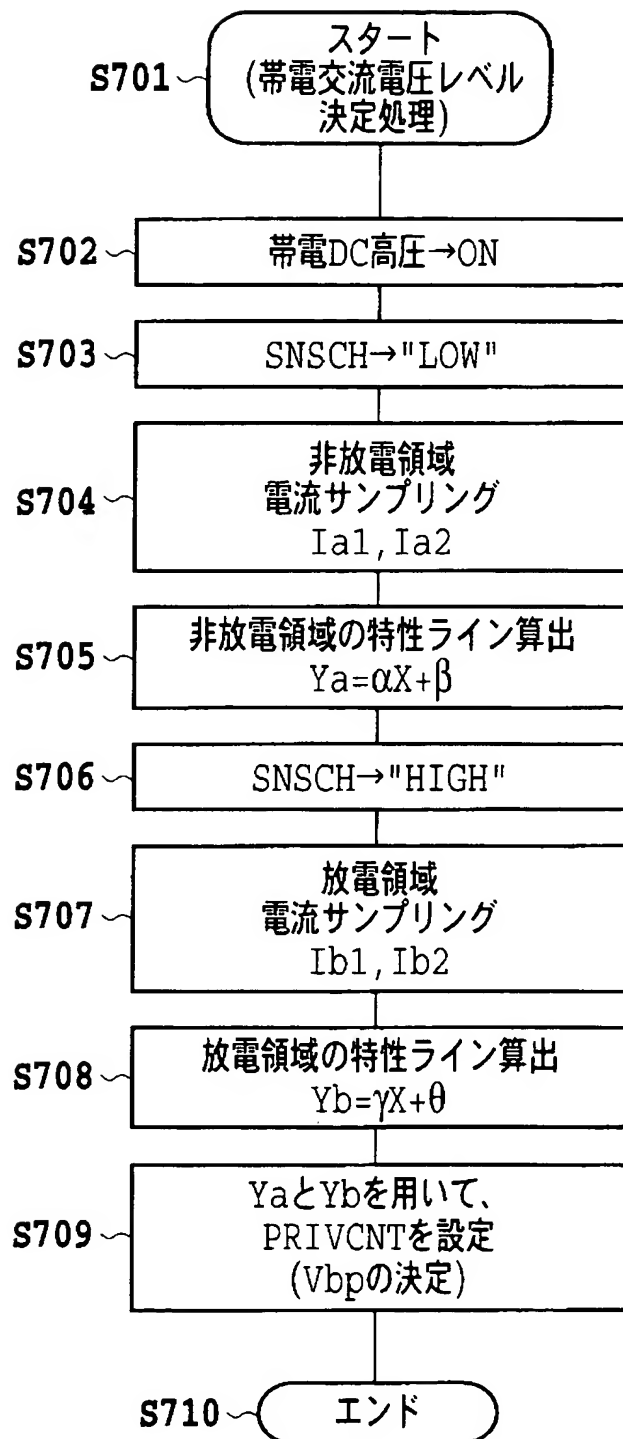 スタート
S701
(帯電交流電圧レベル
決定処理)
S702
帯電DC高圧→ON
S703
SNSCH→"LOW"
非放電領域
S704
電流サンプリング
Ia1,Ia2
S705
非放電領域の特性ライン算出
Ya=αX+β
S706
SNSCH→"HIGH"
放電領域
S707
電流サンプリング
Ib1,Ib2
S708
放電領域の特性ライン算出
Yb=γX+θ
YaとYbを用いて、
S709
PRIVCNTを設定
(Vbpの決定)
S710
エンド